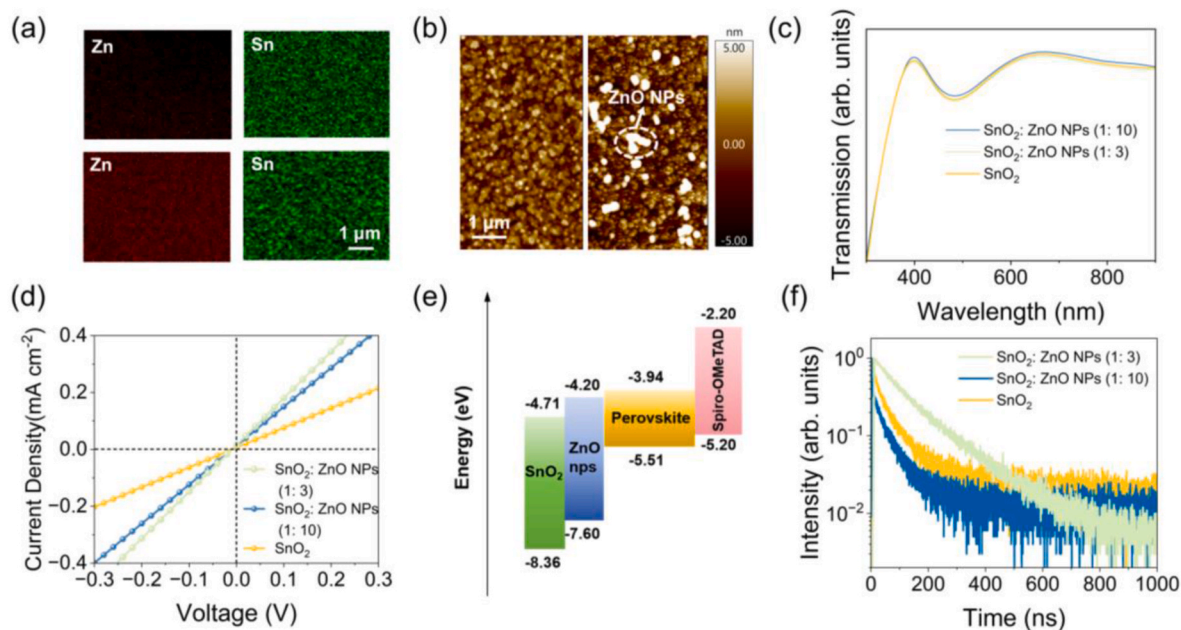 (a)
Zn
Sn
Zn
Sn
1 μm
(b)
ZnO NPs
1 μm
nm
5.00
0.00
-5.00
(c)
Transmission (arb. units)
SnO₂: ZnO NPs (1: 10)
SnO₂: ZnO NPs (1: 3)
SnO₂
400
600
800
Wavelength (nm)
(d)
Current Density(mA cm⁻²)
0.4
0.2
0.0
−0.2
−0.4
SnO₂: ZnO NPs
(1: 3)
SnO₂: ZnO NPs
(1: 10)
SnO₂
−0.3
−0.2
−0.1
0.0
0.1
0.2
0.3
Voltage (V)
(e)
Energy (eV)
-4.71
SnO₂
-8.36
-4.20
ZnO
nps
-7.60
-3.94
Perovskite
-5.51
-2.20
Spiro-OMeTAD
-5.20
(f)
Intensity (arb. units)
10⁰
10⁻¹
10⁻²
SnO₂: ZnO NPs (1: 3)
SnO₂: ZnO NPs (1: 10)
SnO₂
0
200
400
600
800
1000
Time (ns)